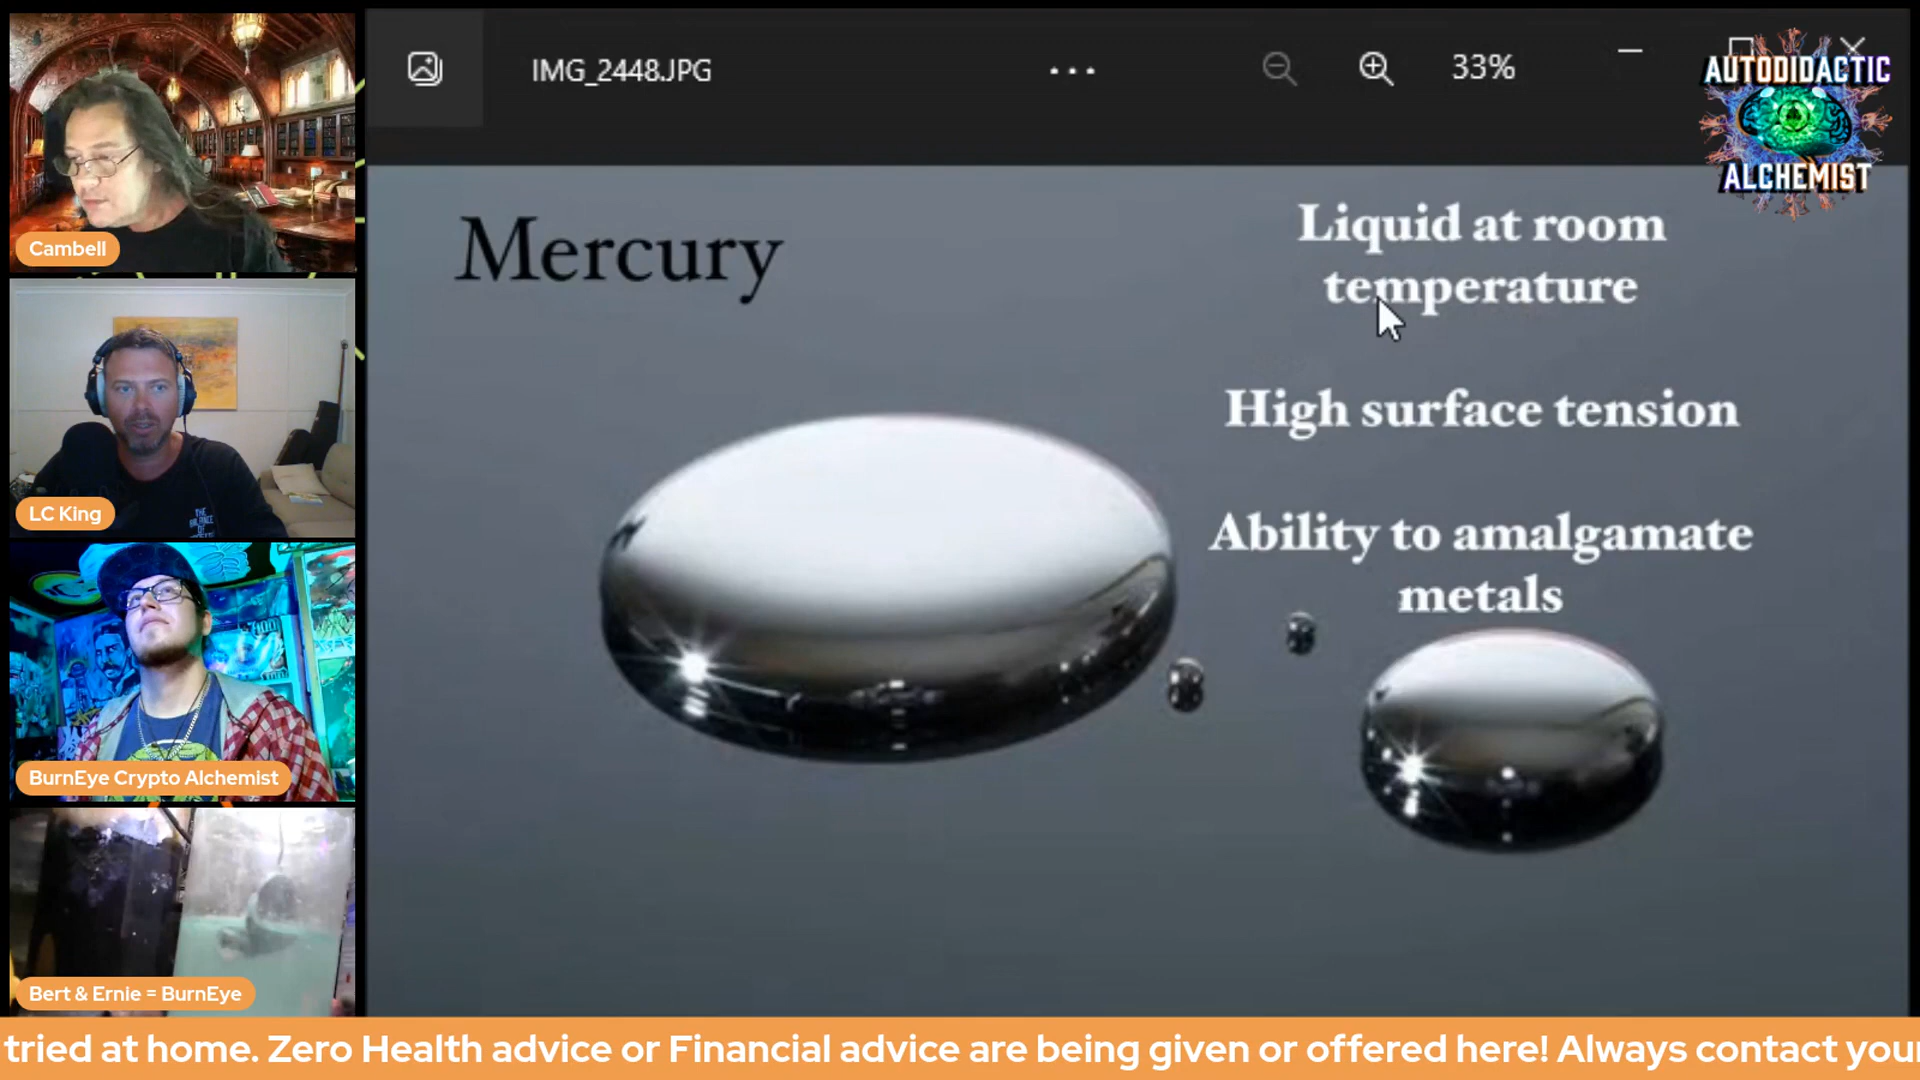 IMG_2448.JPG
33%
AUTODIDACTIC
ALCHEMIST
Mercury
Liquid at room
temperature
High surface tension
Ability to amalgamate
metals
Cambell
LC King
BurnEye Crypto Alchemist
Bert & Ernie = BurnEye
tried at home. Zero Health advice or Financial advice are being given or offered here! Always contact your